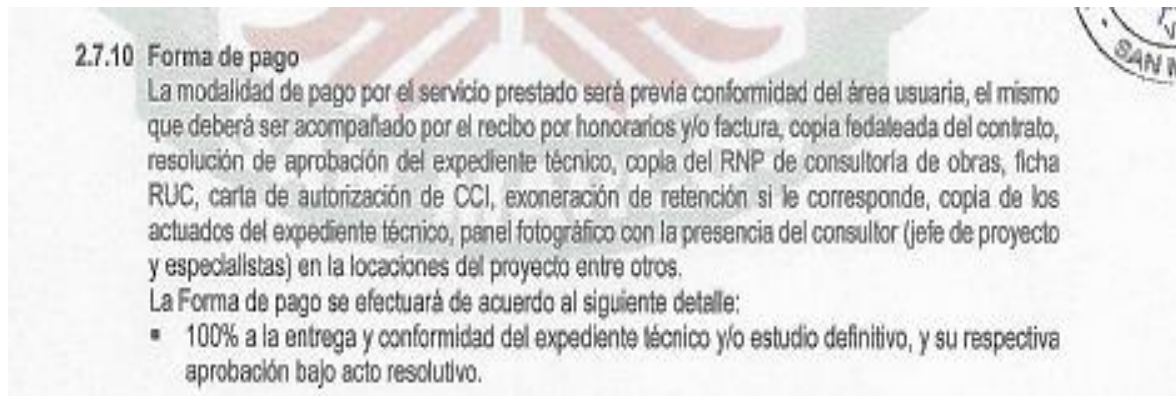 2.7.10 Forma de pago
La modalidad de pago por el servicio prestado será previa conformidad del área usuaria, el mismo
que deberá ser acompañado por el recibo por honorarios y/o factura, copia fedateada del contrato,
resolución de aprobación del expediente técnico, copia del RNP de consultoría de obras, ficha
RUC, carta de autorización de CCI, exoneración de retención si le corresponde, copia de los
actuados del expediente técnico, panel fotográfico con la presencia del consultor (jefe de proyecto
y especialistas) en la locaciones del proyecto entre otros.
La Forma de pago se efectuará de acuerdo al siguiente detalle:
▪ 100% a la entrega y conformidad del expediente técnico y/o estudio definitivo, y su respectiva
aprobación bajo acto resolutivo.
SAN